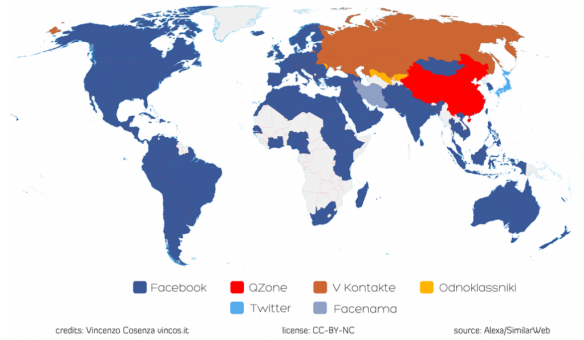 Facebook QZone V Kontakte Odnoklassniki
Twitter Facenama
credits: Vincenzo Cosenza vincos.it license: CC-BY-NC source: Alexa/SimilarWeb